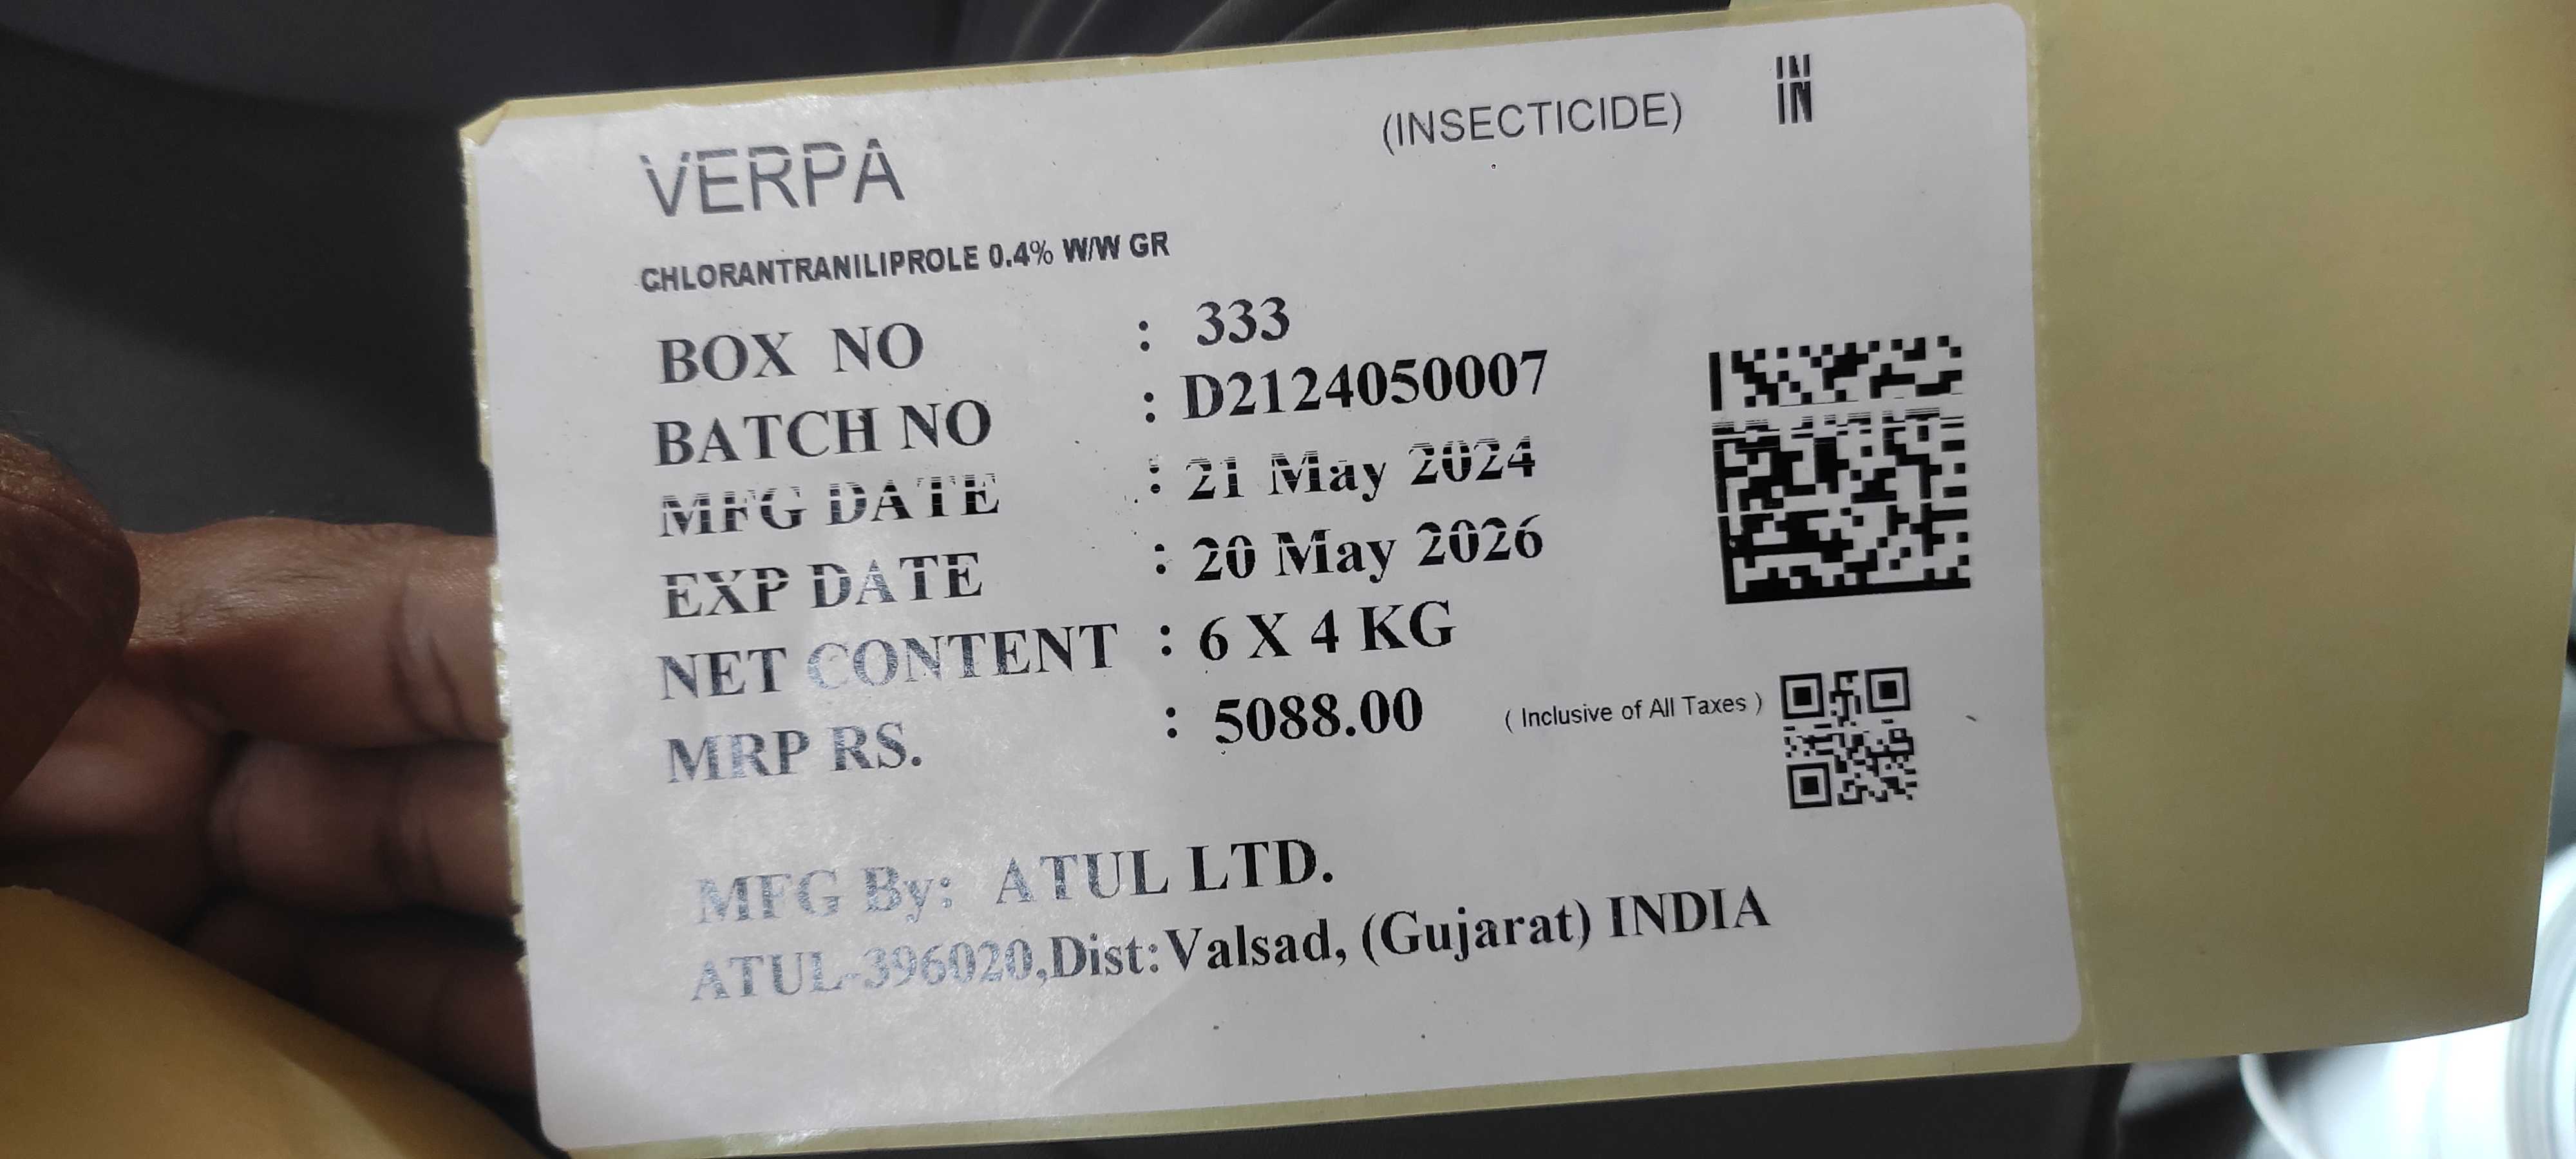 VERPA (INSECTICIDE) IN
CHLORANTRANILIPROLE 0.4% W/W GR
BOX NO : 333
BATCH NO : D2124050007
MFG DATE : 21 May 2024
EXP DATE : 20 May 2026
NET CONTENT : 6 X 4 KG
MRP RS. : 5088.00 ( Inclusive of All Taxes )
MFG By: ATUL LTD.
ATUL-396020,Dist:Valsad, (Gujarat) INDIA